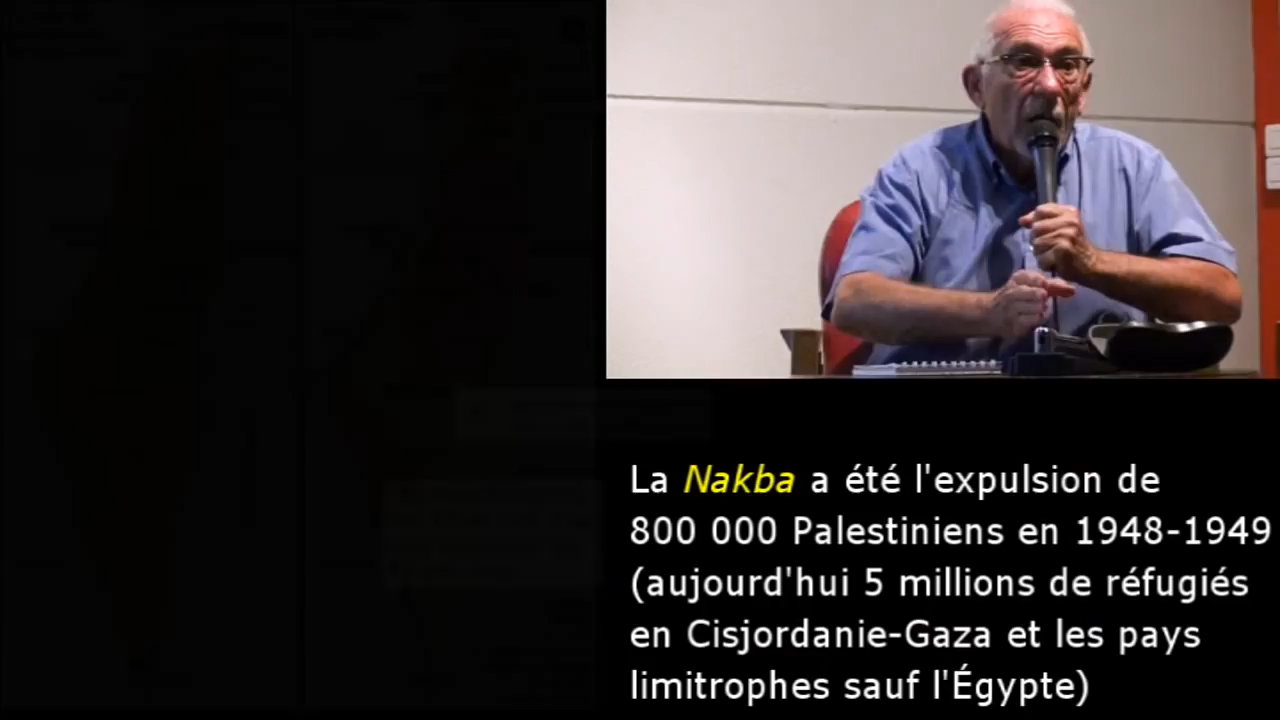 La Nakba a été l'expulsion de
800 000 Palestiniens en 1948-1949
(aujourd'hui 5 millions de réfugiés
en Cisjordanie-Gaza et les pays
limitrophes sauf l'Égypte)